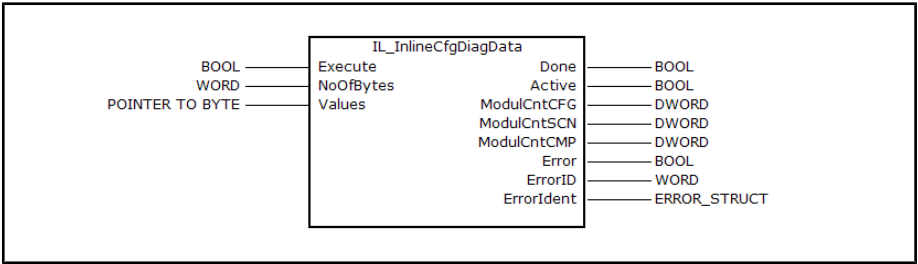 IL_InlineCfgDiagData
BOOL Execute Done BOOL
WORD NoOfBytes Active BOOL
POINTER TO BYTE Values ModulCntCFG DWORD
ModulCntSCN DWORD
ModulCntCMP DWORD
Error BOOL
ErrorID WORD
ErrorIdent ERROR_STRUCT